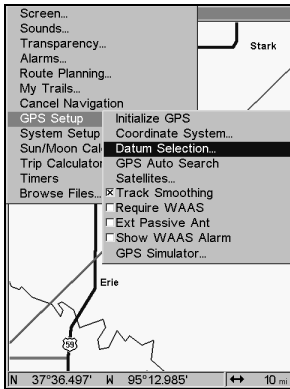 Screen...
Sounds...
Transparency...
Alarms...
Route Planning...
My Trails...
Cancel Navigation
GPS Setup
System Setup
Sun/Moon Cal
Trip Calculator
Timers
Browse Files...
Initialize GPS
Coordinate System...
Datum Selection...
GPS Auto Search
Satellites...
Track Smoothing
Require WAAS
Ext Passive Ant
Show WAAS Alarm
GPS Simulator...
Stark
Erie
59
N 37°36.497' W 95°12.985' ↔ 10 mi